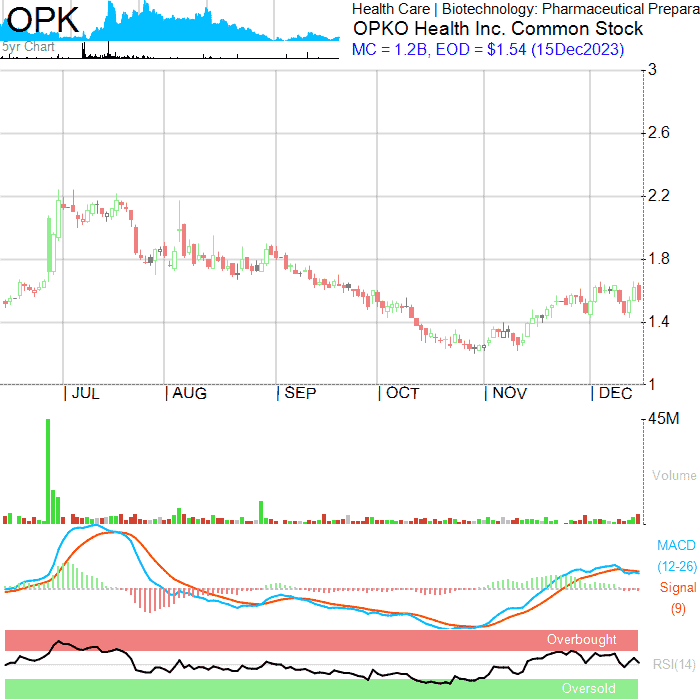 OPK
5yr Chart
Health Care | Biotechnology: Pharmaceutical Prepara
OPKO Health Inc. Common Stock
MC = 1.2B, EOD = $1.54 (15Dec2023)
3
2.6
2.2
1.8
1.4
1
JUL AUG SEP OCT NOV DEC
45M
Volume
MACD
(12-26)
Signal
(9)
Overbought
RSI(14)
Oversold